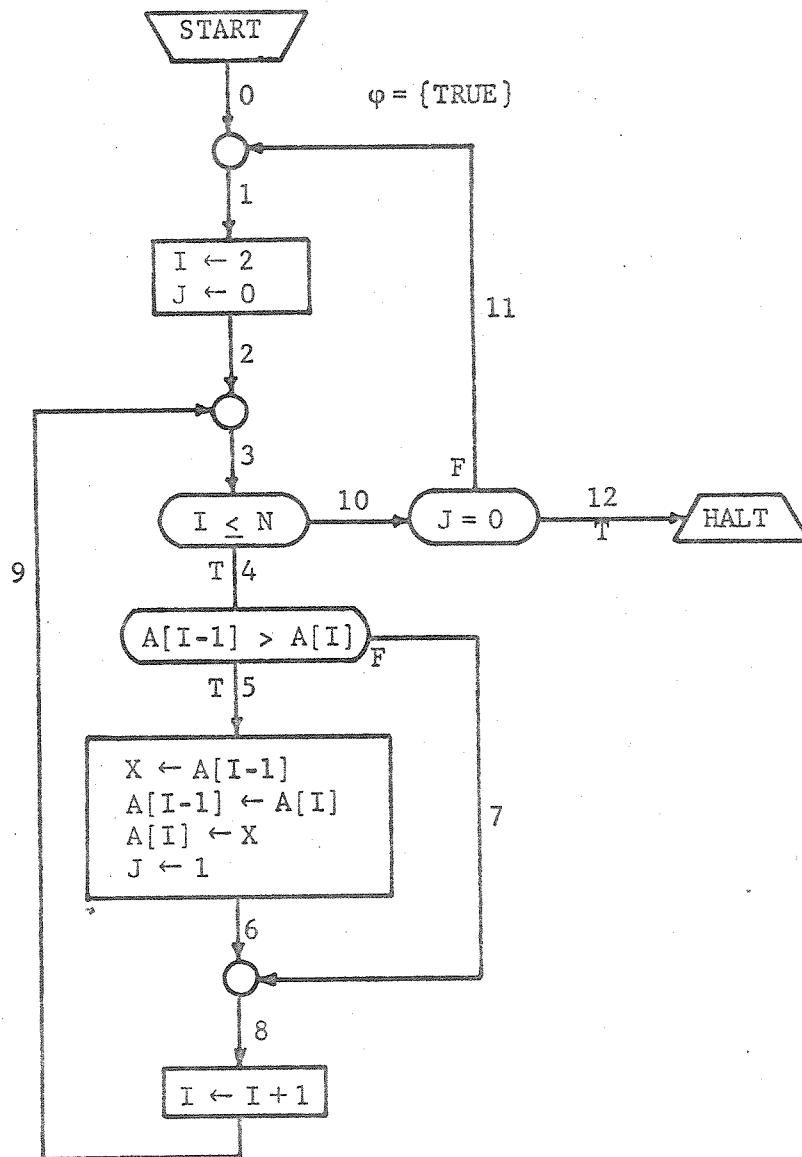 START
0
φ = {TRUE}
1
I ← 2
J ← 0
11
2
3
F
I ≤ N
10
J = 0
12
T
HALT
9
T 4
A[I-1] > A[I]
F
T 5
X ← A[I-1]
A[I-1] ← A[I]
A[I] ← X
J ← 1
7
6
8
I ← I + 1